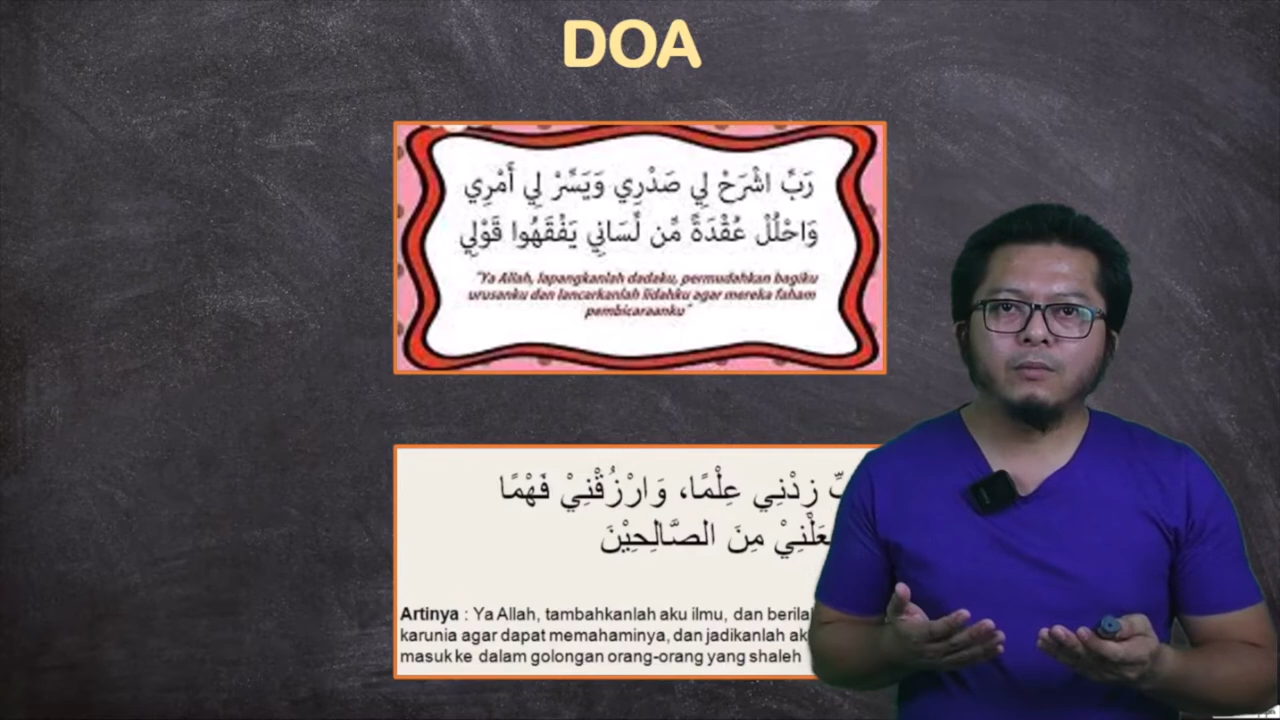 DOA
رَبِّ اشْرَحْ لِي صَدْرِي وَيَسِّرْ لِي أَمْرِي
وَاحْلُلْ عُقْدَةً مِّن لِّسَانِي يَفْقَهُوا قَوْلِي
"Ya Allah, lapangkanlah dadaku, permudahkan bagiku
urusanku dan lancarkanlah lidahku agar mereka faham
pembicaraanku"
زِدْنِي عِلْمًا، وَارْزُقْنِيْ فَهْمًا
مِنَ الصَّالِحِيْنَ
Artinya : Ya Allah, tambahkanlah aku ilmu, dan
karunia agar dapat memahaminya, dan jadikanlah
masuk ke dalam golongan orang-orang yang shaleh